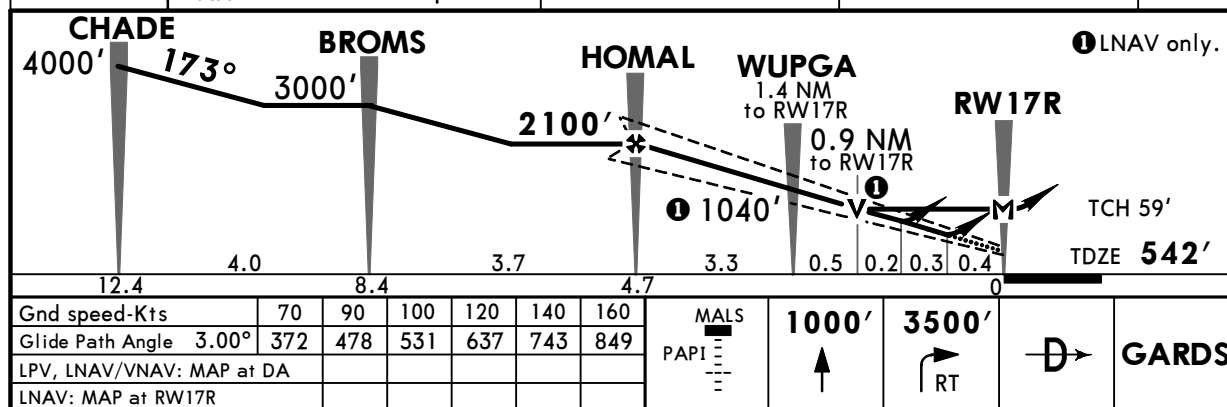 CHADE
BROMS
HOMAL
WUPGA
1.4 NM
to RW17R
RW17R
❶LNAV only.
4000'
173°
3000'
2100'
0.9 NM
to RW17R
❶
❶ 1040'
V
M
TCH 59'
TDZE 542'
4.0 3.7 3.3 0.5 0.2 0.3 0.4
12.4 8.4 4.7 0
Gnd speed-Kts 70 90 100 120 140 160
Glide Path Angle 3.00° 372 478 531 637 743 849
LPV, LNAV/VNAV: MAP at DA
LNAV: MAP at RW17R
MALS
PAPI
1000'
3500'
RT
D
GARDS